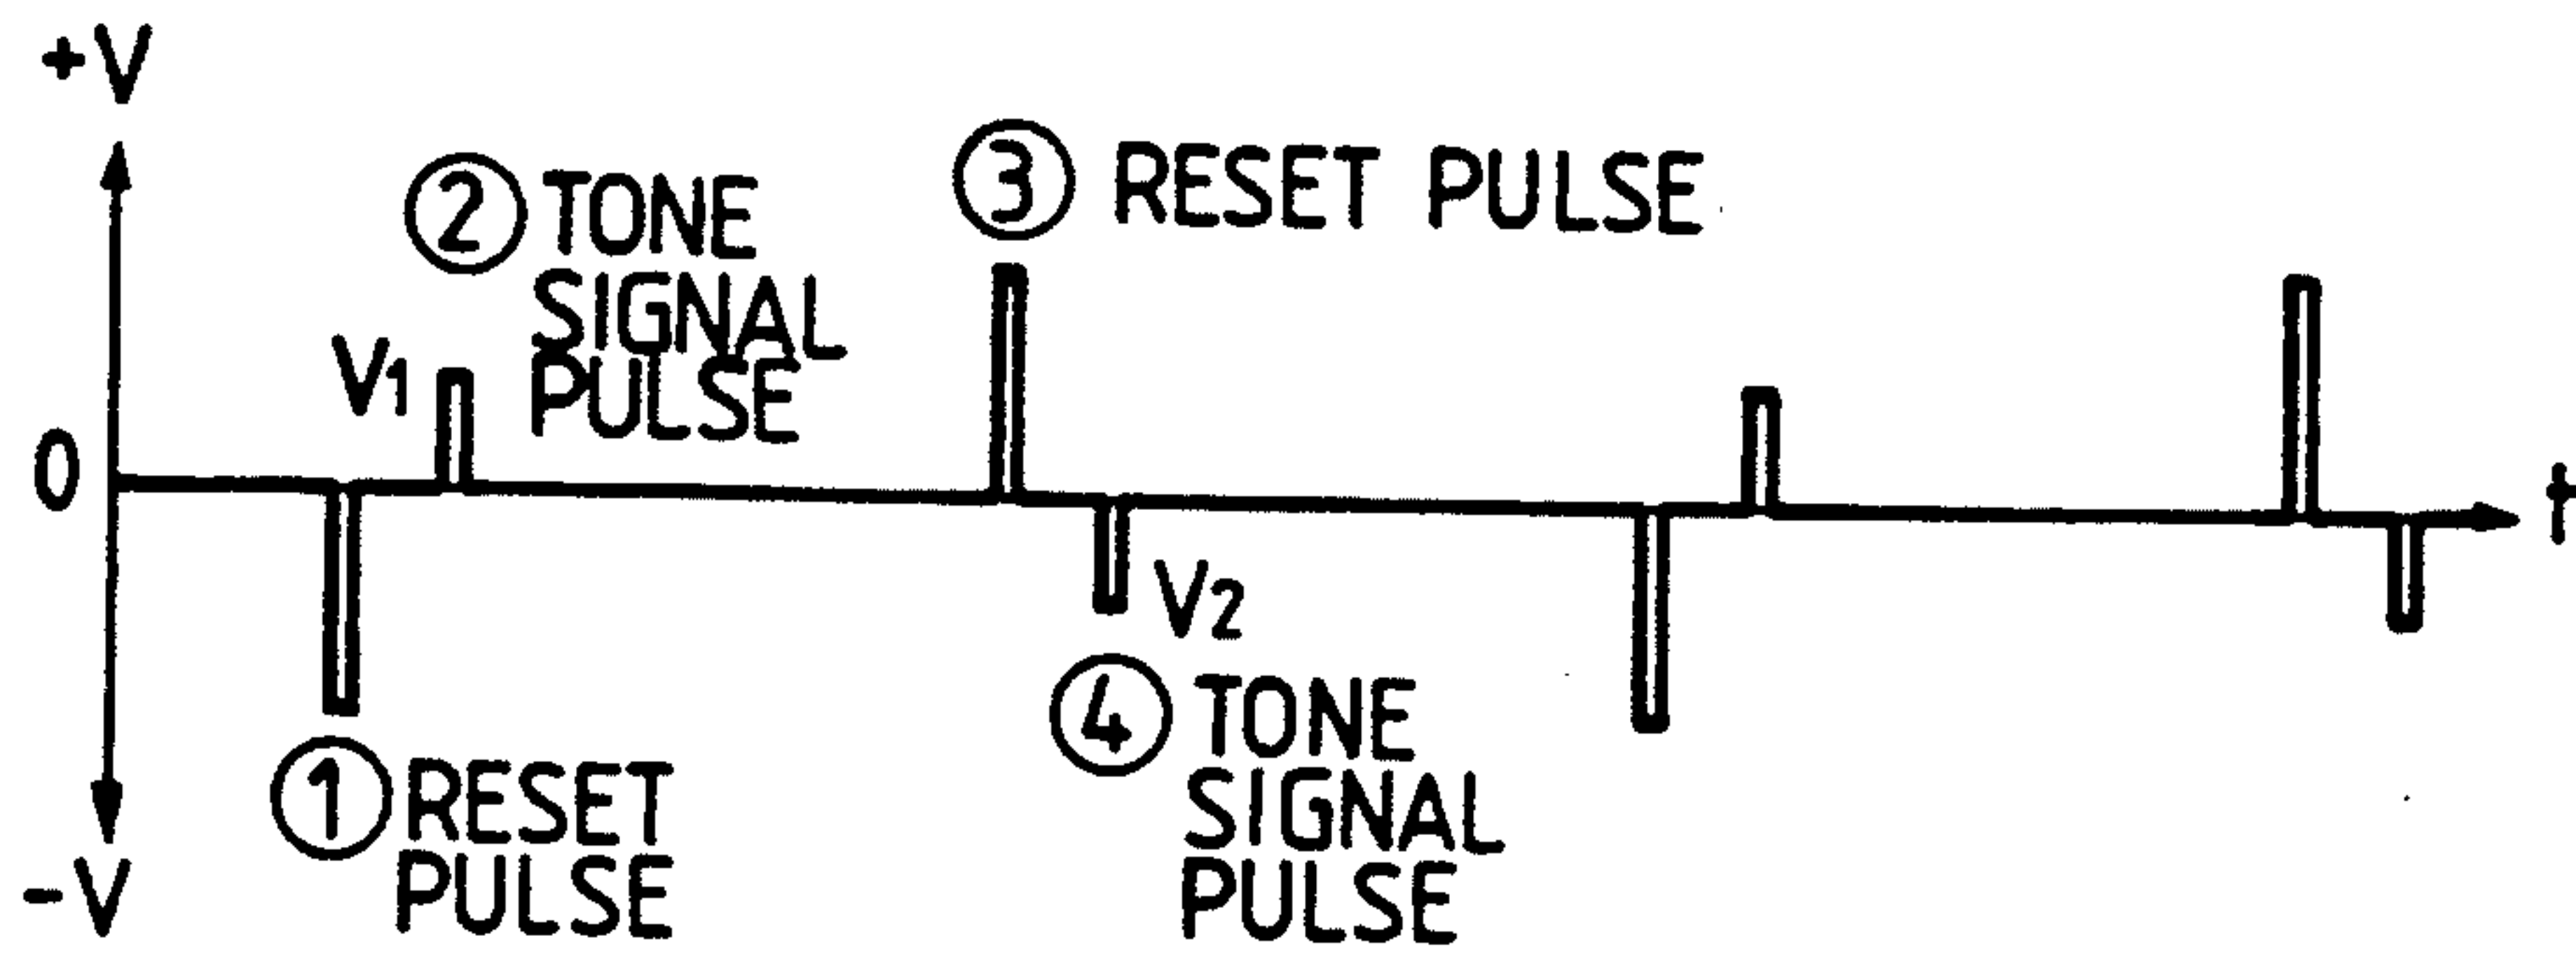 +V
② TONE
SIGNAL
PULSE
③ RESET PULSE
V1
0
t
V2
① RESET
PULSE
④ TONE
SIGNAL
PULSE
-V